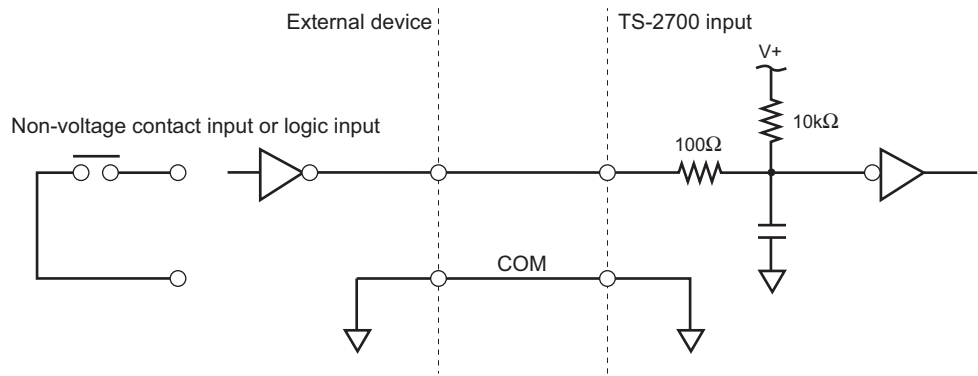 External device
TS-2700 input
V+
Non-voltage contact input or logic input
10kΩ
100Ω
COM